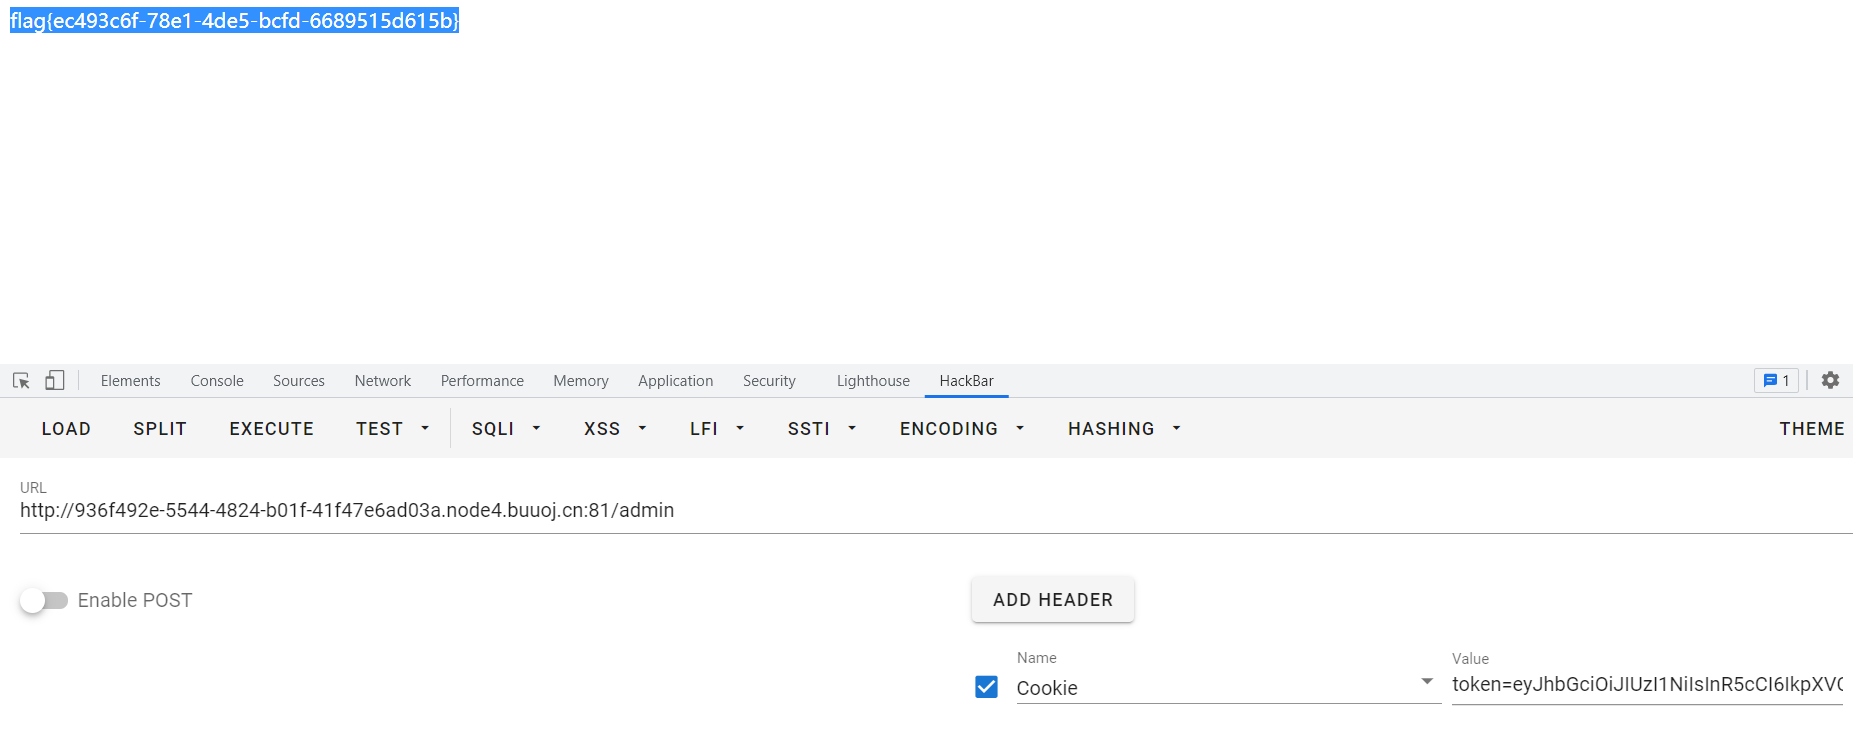 flag{ec493c6f-78e1-4de5-bcfd-6689515d615b}
Elements Console Sources Network Performance Memory Application Security Lighthouse HackBar 1
LOAD SPLIT EXECUTE TEST SQLI XSS LFI SSTI ENCODING HASHING THEME
URL
http://936f492e-5544-4824-b01f-41f47e6ad03a.node4.buuoj.cn:81/admin
Enable POST
ADD HEADER
Name Value
Cookie token=eyJhbGciOiJIUzI1NiIsInR5cCI6IkpXVC